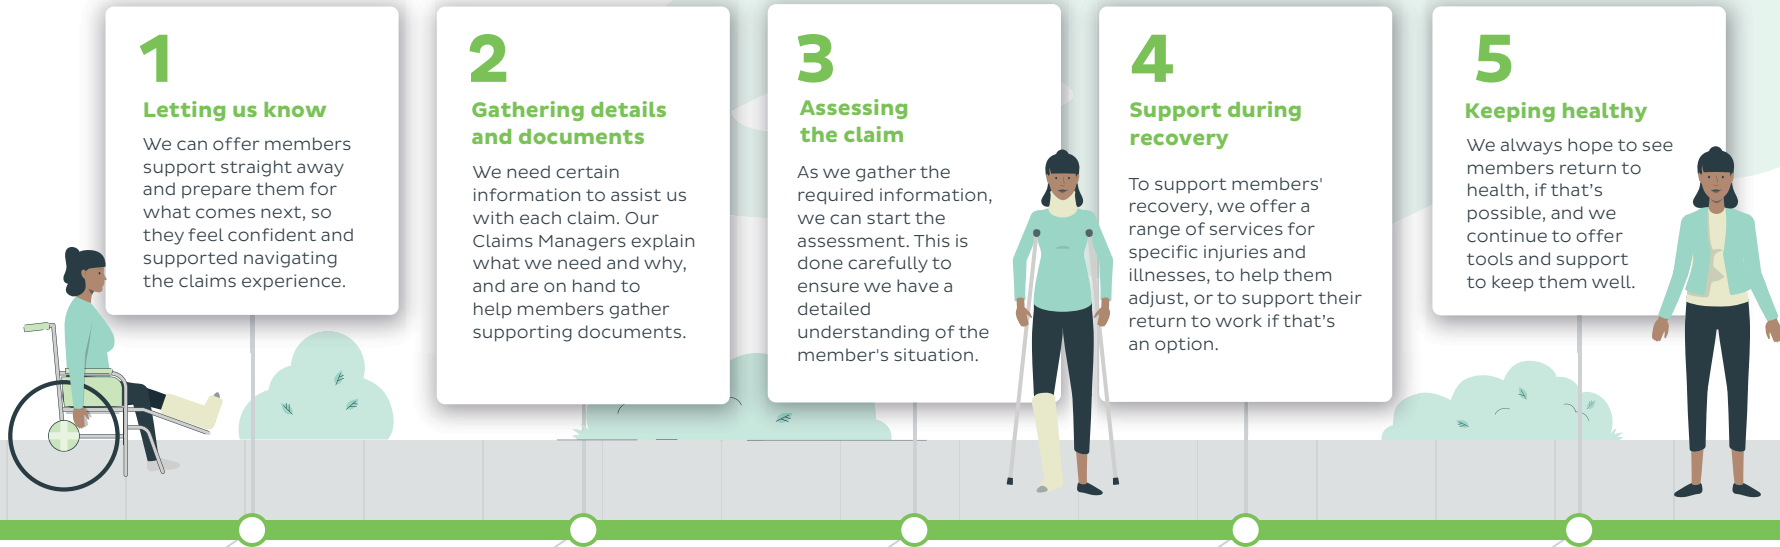 1
Letting us know
We can offer members
support straight away
and prepare them for
what comes next, so
they feel confident and
supported navigating
the claims experience.
2
Gathering details
and documents
We need certain
information to assist us
with each claim. Our
Claims Managers explain
what we need and why,
and are on hand to
help members gather
supporting documents.
3
Assessing
the claim
As we gather the
required information,
we can start the
assessment. This is
done carefully to
ensure we have a
detailed
understanding of the
member's situation.
4
Support during
recovery
To support members'
recovery, we offer a
range of services for
specific injuries and
illnesses, to help them
adjust, or to support their
return to work if that’s
an option.
5
Keeping healthy
We always hope to see
members return to
health, if that’s
possible, and we
continue to offer
tools and support
to keep them well.